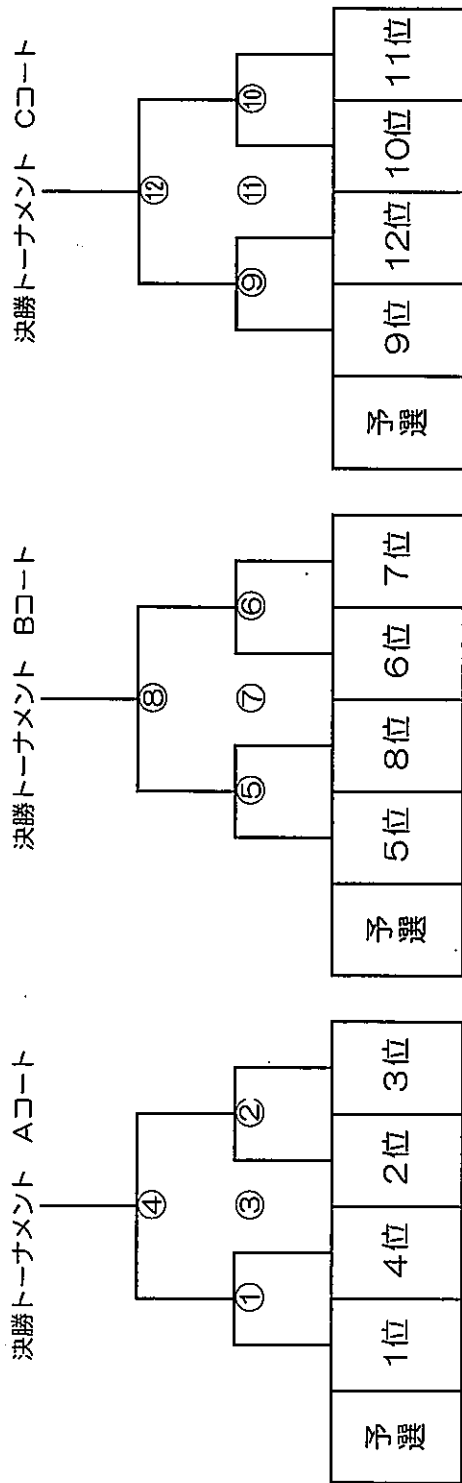 決勝トーナメント Aコート
④
① ③ ②
予選 1位 4位 2位 3位
決勝トーナメント Bコート
⑧
⑤ ⑦ ⑥
予選 5位 8位 6位 7位
決勝トーナメント Cコート
⑫
⑨ ⑪ ⑩
予選 9位 12位 10位 11位